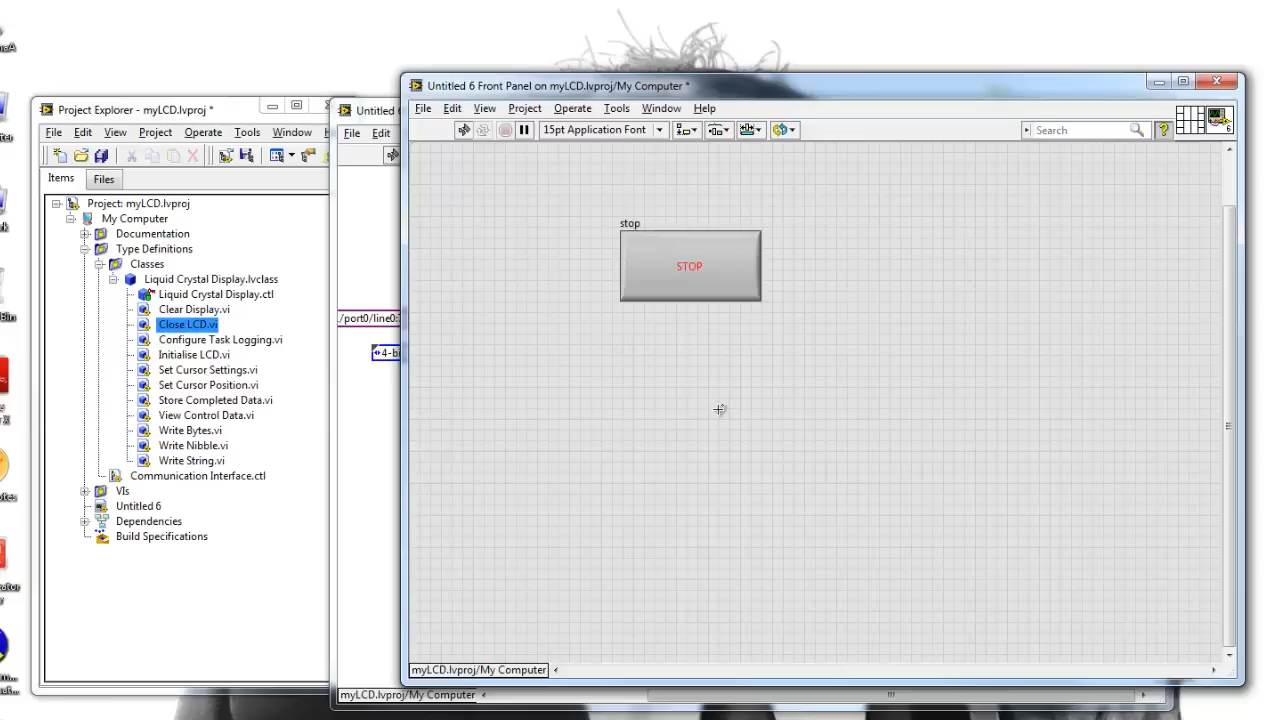 Project Explorer - myLCD.lvproj *
File Edit View Project Operate Tools Window
Items Files
Project: myLCD.lvproj
My Computer
Documentation
Type Definitions
Classes
Liquid Crystal Display.lvclass
Liquid Crystal Display.ctl
Clear Display.vi
Close LCD.vi
Configure Task Logging.vi
Initialise LCD.vi
Set Cursor Settings.vi
Set Cursor Position.vi
Store Completed Data.vi
View Control Data.vi
Write Bytes.vi
Write Nibble.vi
Write String.vi
Communication Interface.ctl
VIs
Untitled 6
Dependencies
Build Specifications
Untitled 6
File Edit
/port0/line0:
4-bi
myLCD.lvproj/My Computer
Untitled 6 Front Panel on myLCD.lvproj/My Computer *
File Edit View Project Operate Tools Window Help
15pt Application Font
Search
?
6
stop
STOP
myLCD.lvproj/My Computer